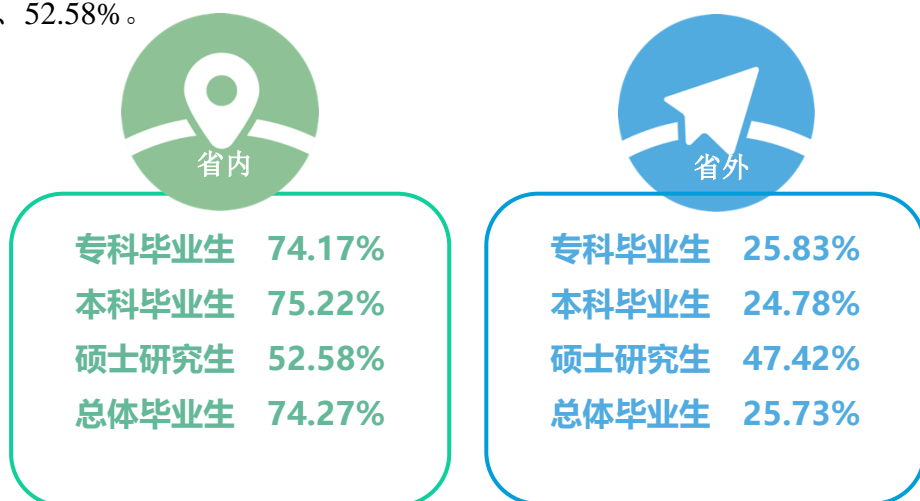 、52.58%。
省内
专科毕业生 74.17%
本科毕业生 75.22%
硕士研究生 52.58%
总体毕业生 74.27%
省外
专科毕业生 25.83%
本科毕业生 24.78%
硕士研究生 47.42%
总体毕业生 25.73%